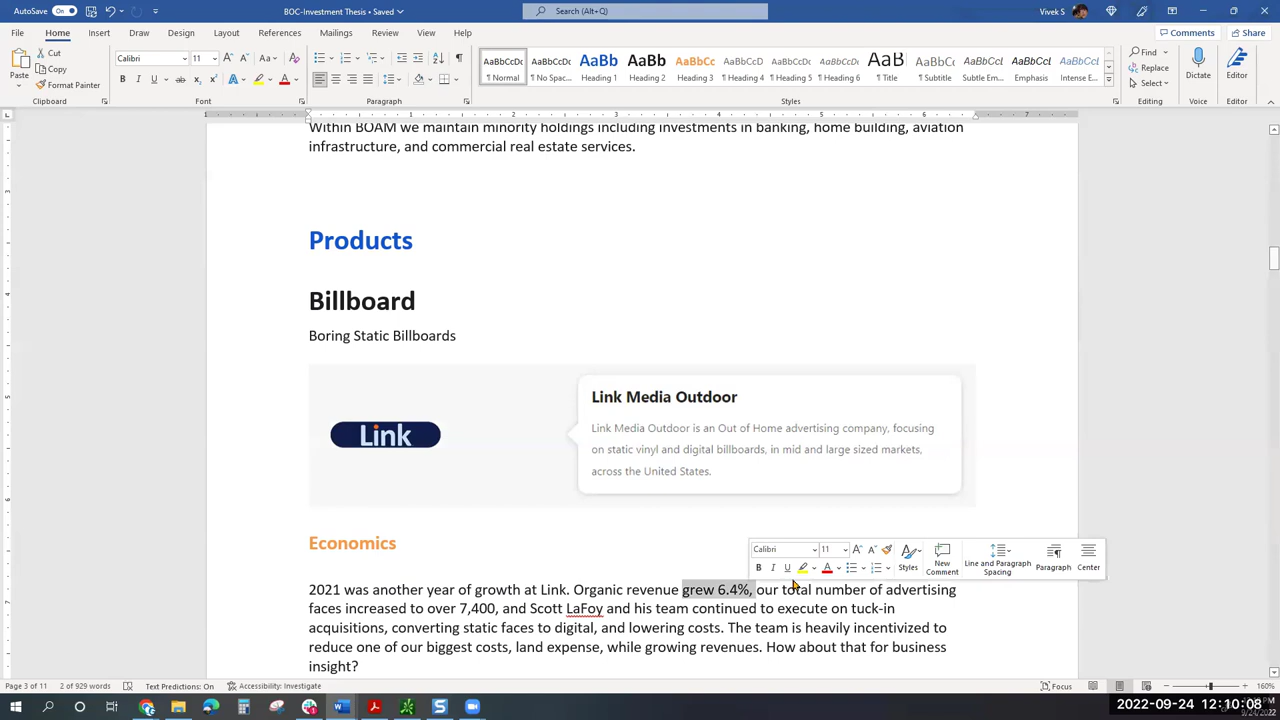 AutoSave On
BOC-Investment Thesis - Saved
Search (Alt+Q)
Vivek S
File Home Insert Draw Design Layout References Mailings Review View Help
Comments Share
Paste
Cut
Copy
Format Painter
Clipboard
Calibri 11
Font
Paragraph
AaBbCcDc AaBbCcDc AaBb AaBb AaBbCc AaBbCcD AaBbCcD AaBbCcDc AaB AaBbCcD AaBbCcL AaBbCcl AaBbCcl
¶ Normal ¶ No Spac... Heading 1 Heading 2 Heading 3 ¶ Heading 4 ¶ Heading 5 ¶ Heading 6 ¶ Title ¶ Subtitle Subtle Em... Emphasis Intense E...
Styles
Find
Replace
Select
Editing
Dictate
Voice
Editor
Editor
Within BOAM we maintain minority holdings including investments in banking, home building, aviation
infrastructure, and commercial real estate services.
Products
Billboard
Boring Static Billboards
Link
Link Media Outdoor
Link Media Outdoor is an Out of Home advertising company, focusing
on static vinyl and digital billboards, in mid and large sized markets,
across the United States.
Economics
Calibri 11
Styles
New Comment
Line and Paragraph Spacing
Paragraph
Center
2021 was another year of growth at Link. Organic revenue grew 6.4%, our total number of advertising
faces increased to over 7,400, and Scott LaFoy and his team continued to execute on tuck-in
acquisitions, converting static faces to digital, and lowering costs. The team is heavily incentivized to
reduce one of our biggest costs, land expense, while growing revenues. How about that for business
insight?
Page 3 of 11 2 of 929 words Text Predictions: On Accessibility: Investigate Focus 160%
2022-09-24 12:10:08